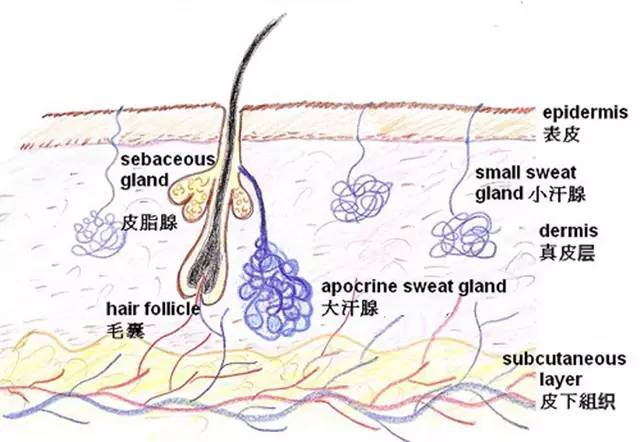 epidermis
表皮
sebaceous
gland
皮脂腺
small sweat
gland 小汗腺
dermis
真皮层
apocrine sweat gland
大汗腺
hair follicle
毛囊
subcutaneous
layer
皮下組织